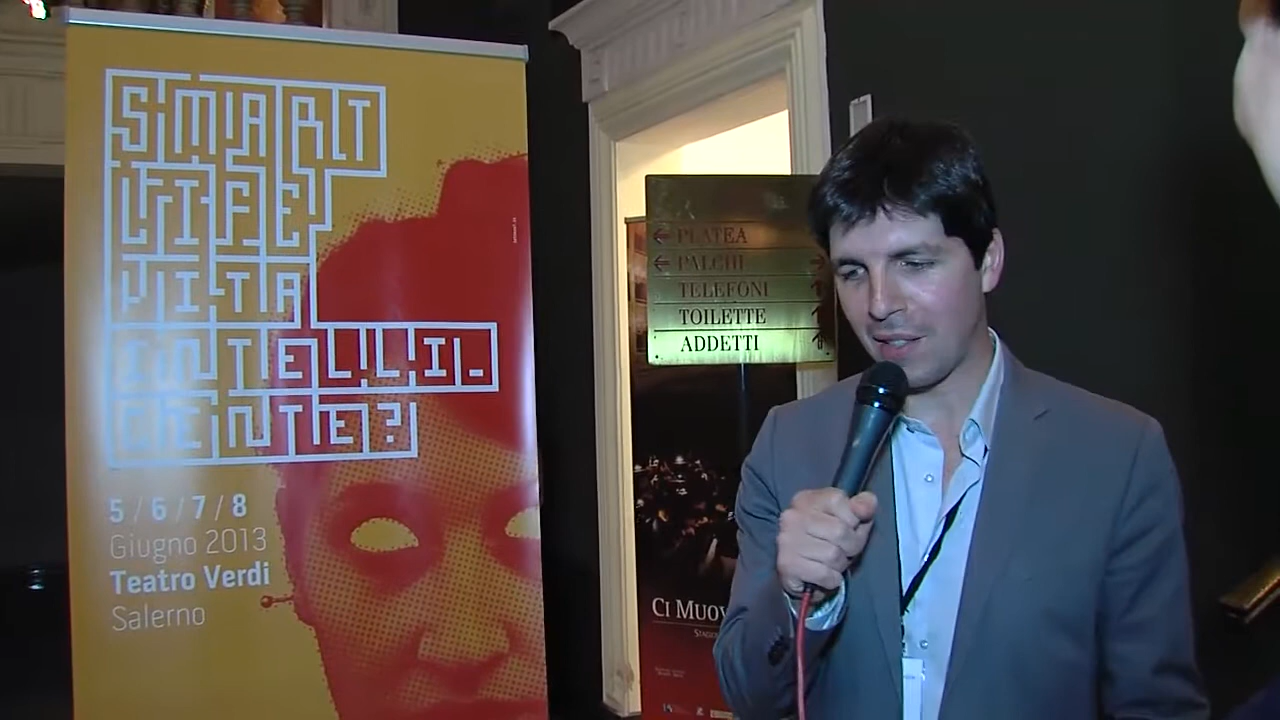 SMART
LIFE
VITA
INTELLI.
GENTE?
5 / 6 / 7 / 8
Giugno 2013
Teatro Verdi
Salerno
PLATEA
PALCHI
TELEFONI
TOILETTE
ADDETTI
CI MUOV